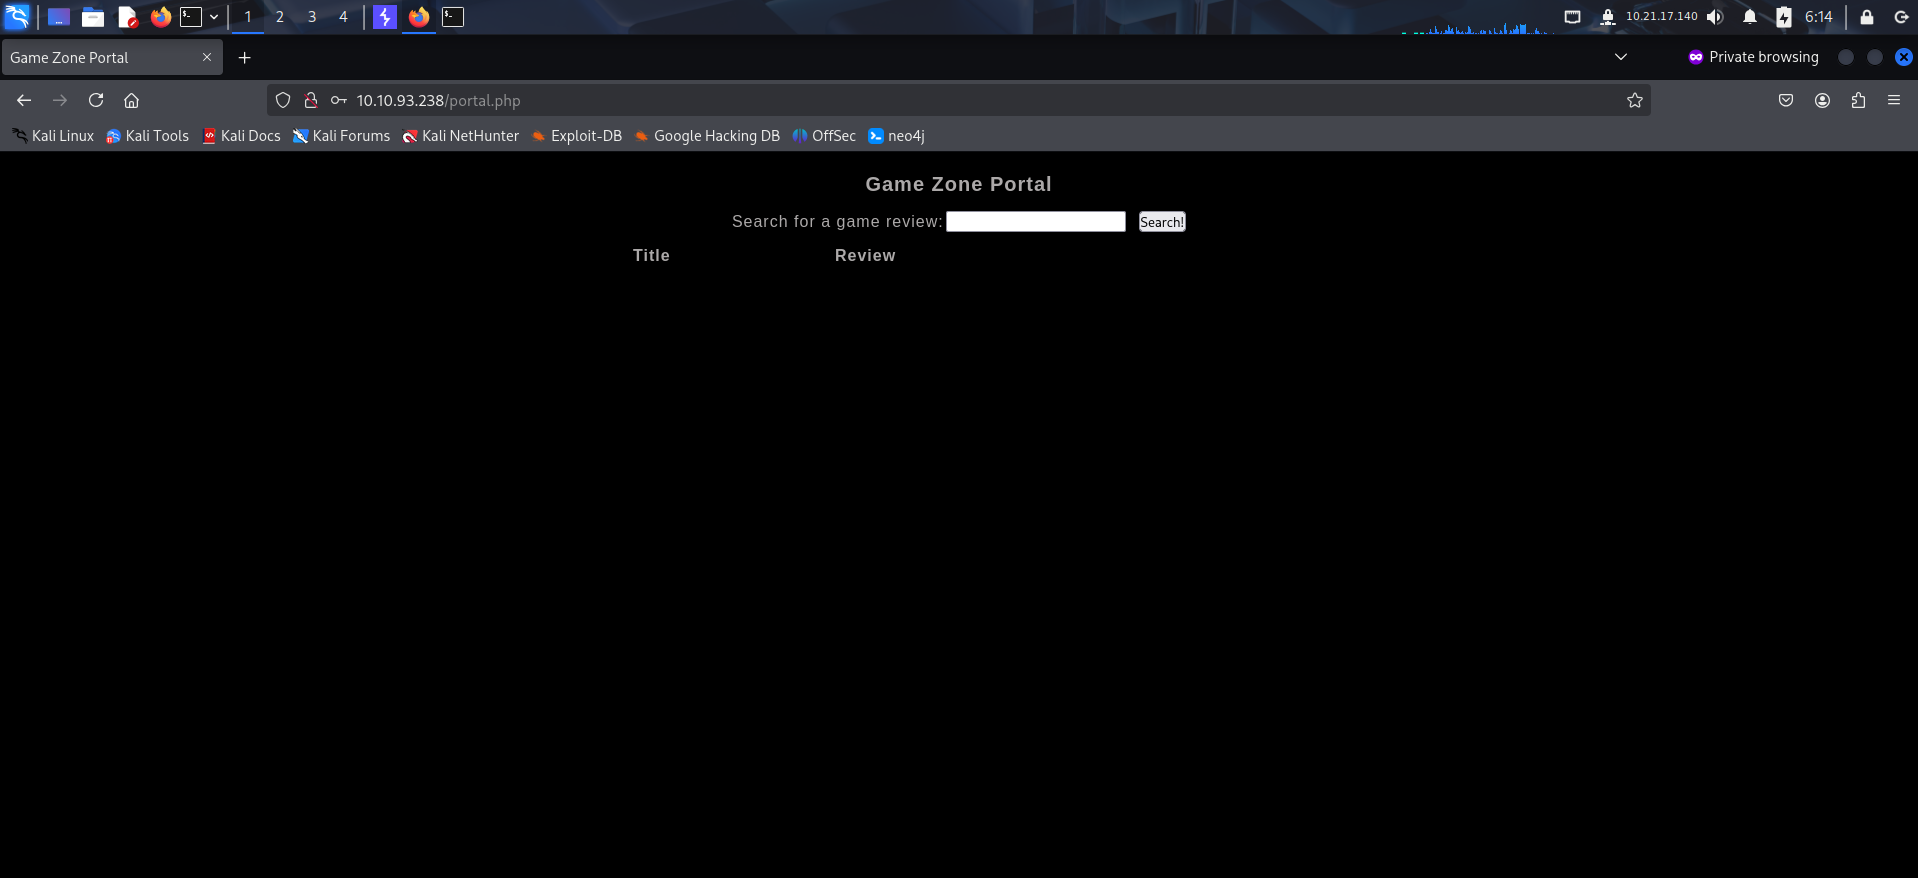 1 2 3 4 10.21.17.140 6:14
Game Zone Portal Private browsing
10.10.93.238/portal.php
Kali Linux Kali Tools Kali Docs Kali Forums Kali NetHunter Exploit-DB Google Hacking DB OffSec neo4j
Game Zone Portal
Search for a game review: Search!
Title Review